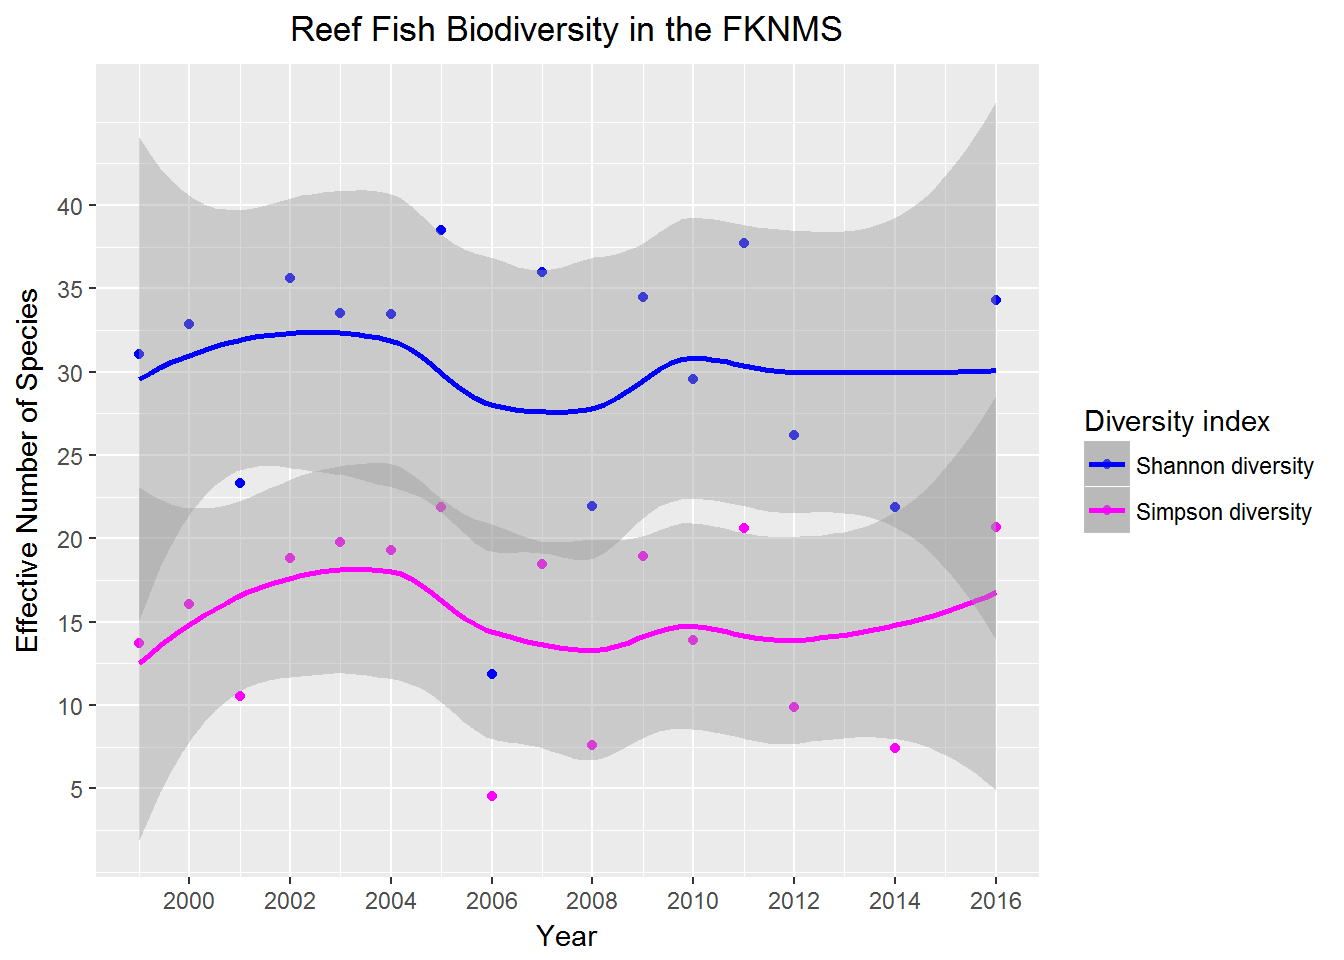 Reef Fish Biodiversity in the FKNMS
Effective Number of Species
40
35
30
25
20
15
10
5
2000 2002 2004 2006 2008 2010 2012 2014 2016
Year
Diversity index
Shannon diversity
Simpson diversity